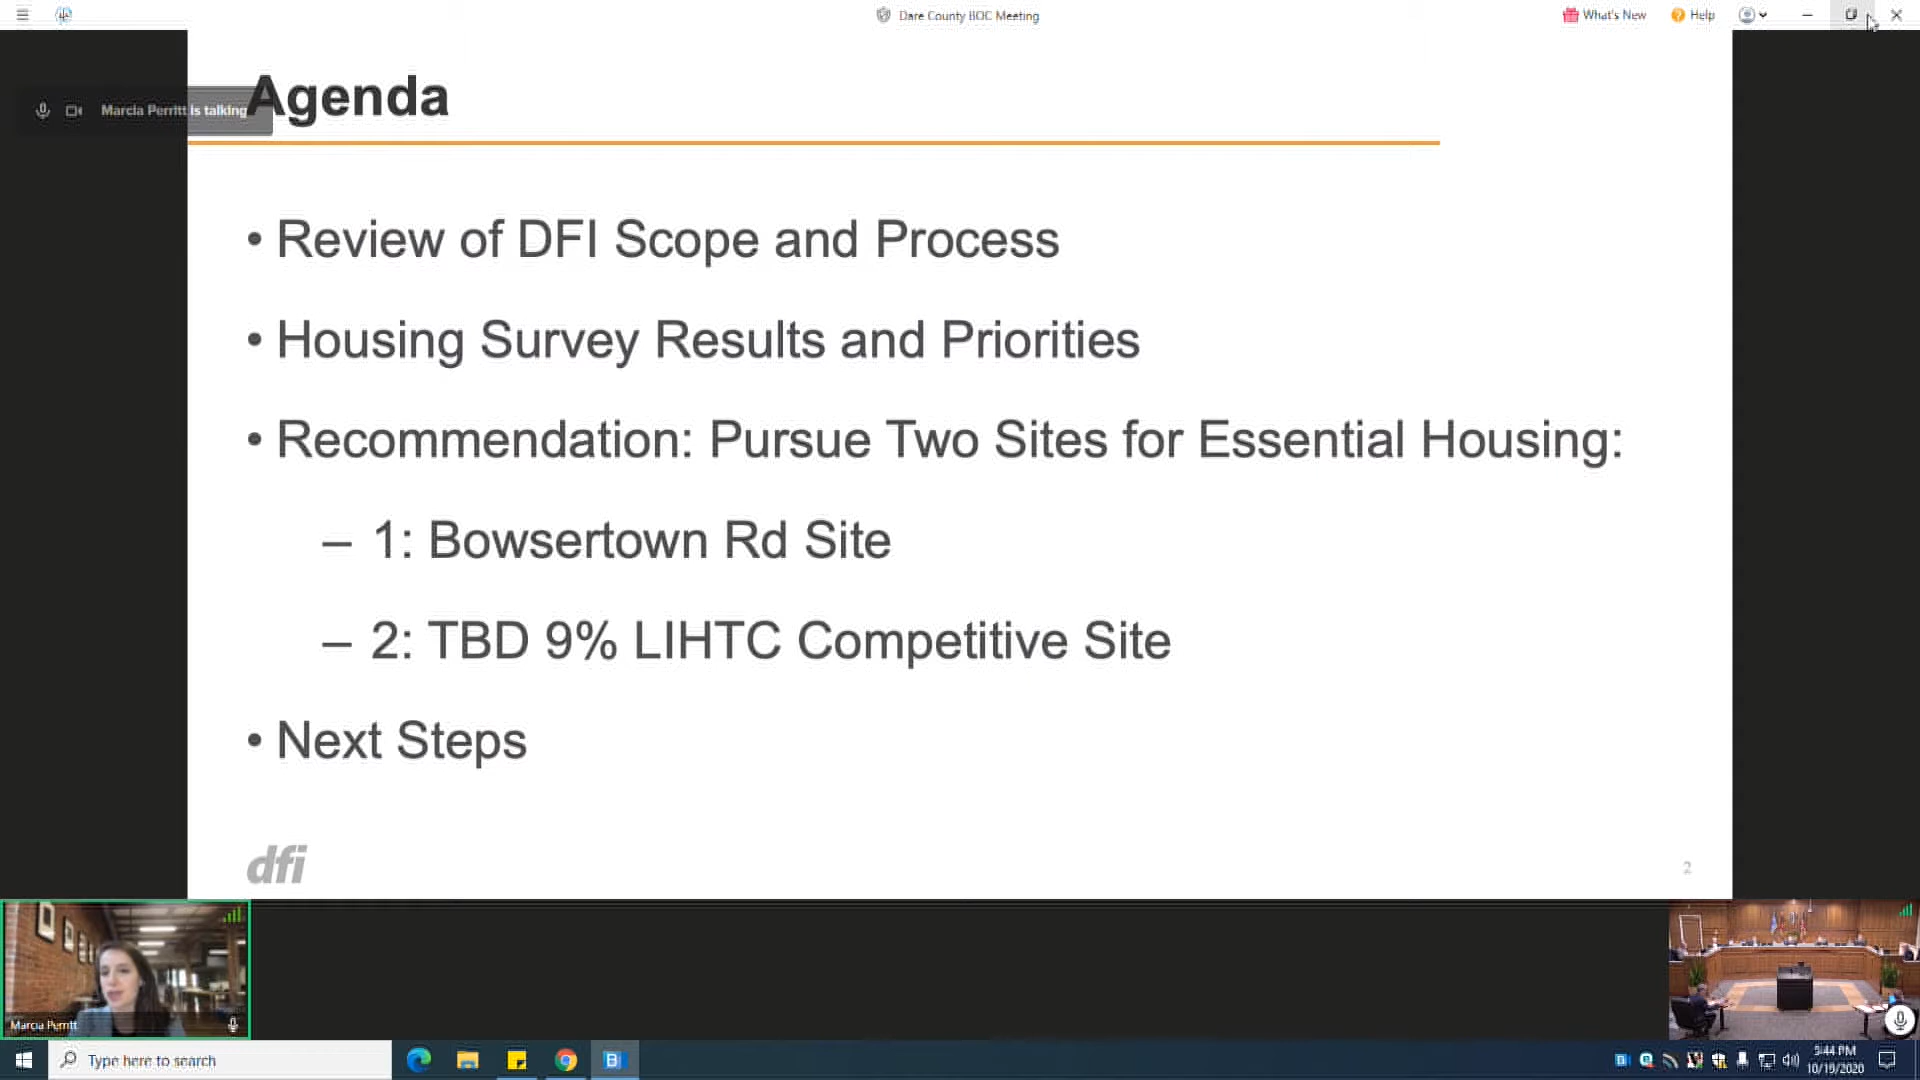 Dare County BOC Meeting
What's New
Help
Marcia Perritt is talking
Agenda
• Review of DFI Scope and Process
• Housing Survey Results and Priorities
• Recommendation: Pursue Two Sites for Essential Housing:
– 1: Bowsertown Rd Site
– 2: TBD 9% LIHTC Competitive Site
• Next Steps
dfi
2
Marcia Perritt
Type here to search
5:44 PM
10/19/2020